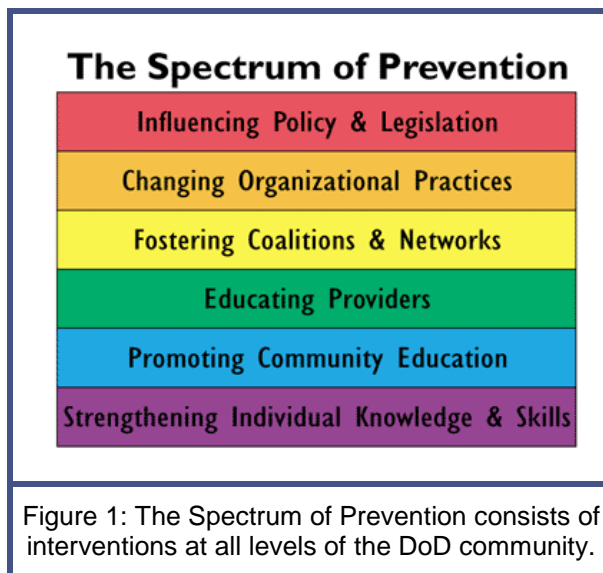 The Spectrum of Prevention
Influencing Policy & Legislation
Changing Organizational Practices
Fostering Coalitions & Networks
Educating Providers
Promoting Community Education
Strengthening Individual Knowledge & Skills
Figure 1: The Spectrum of Prevention consists of
interventions at all levels of the DoD community.